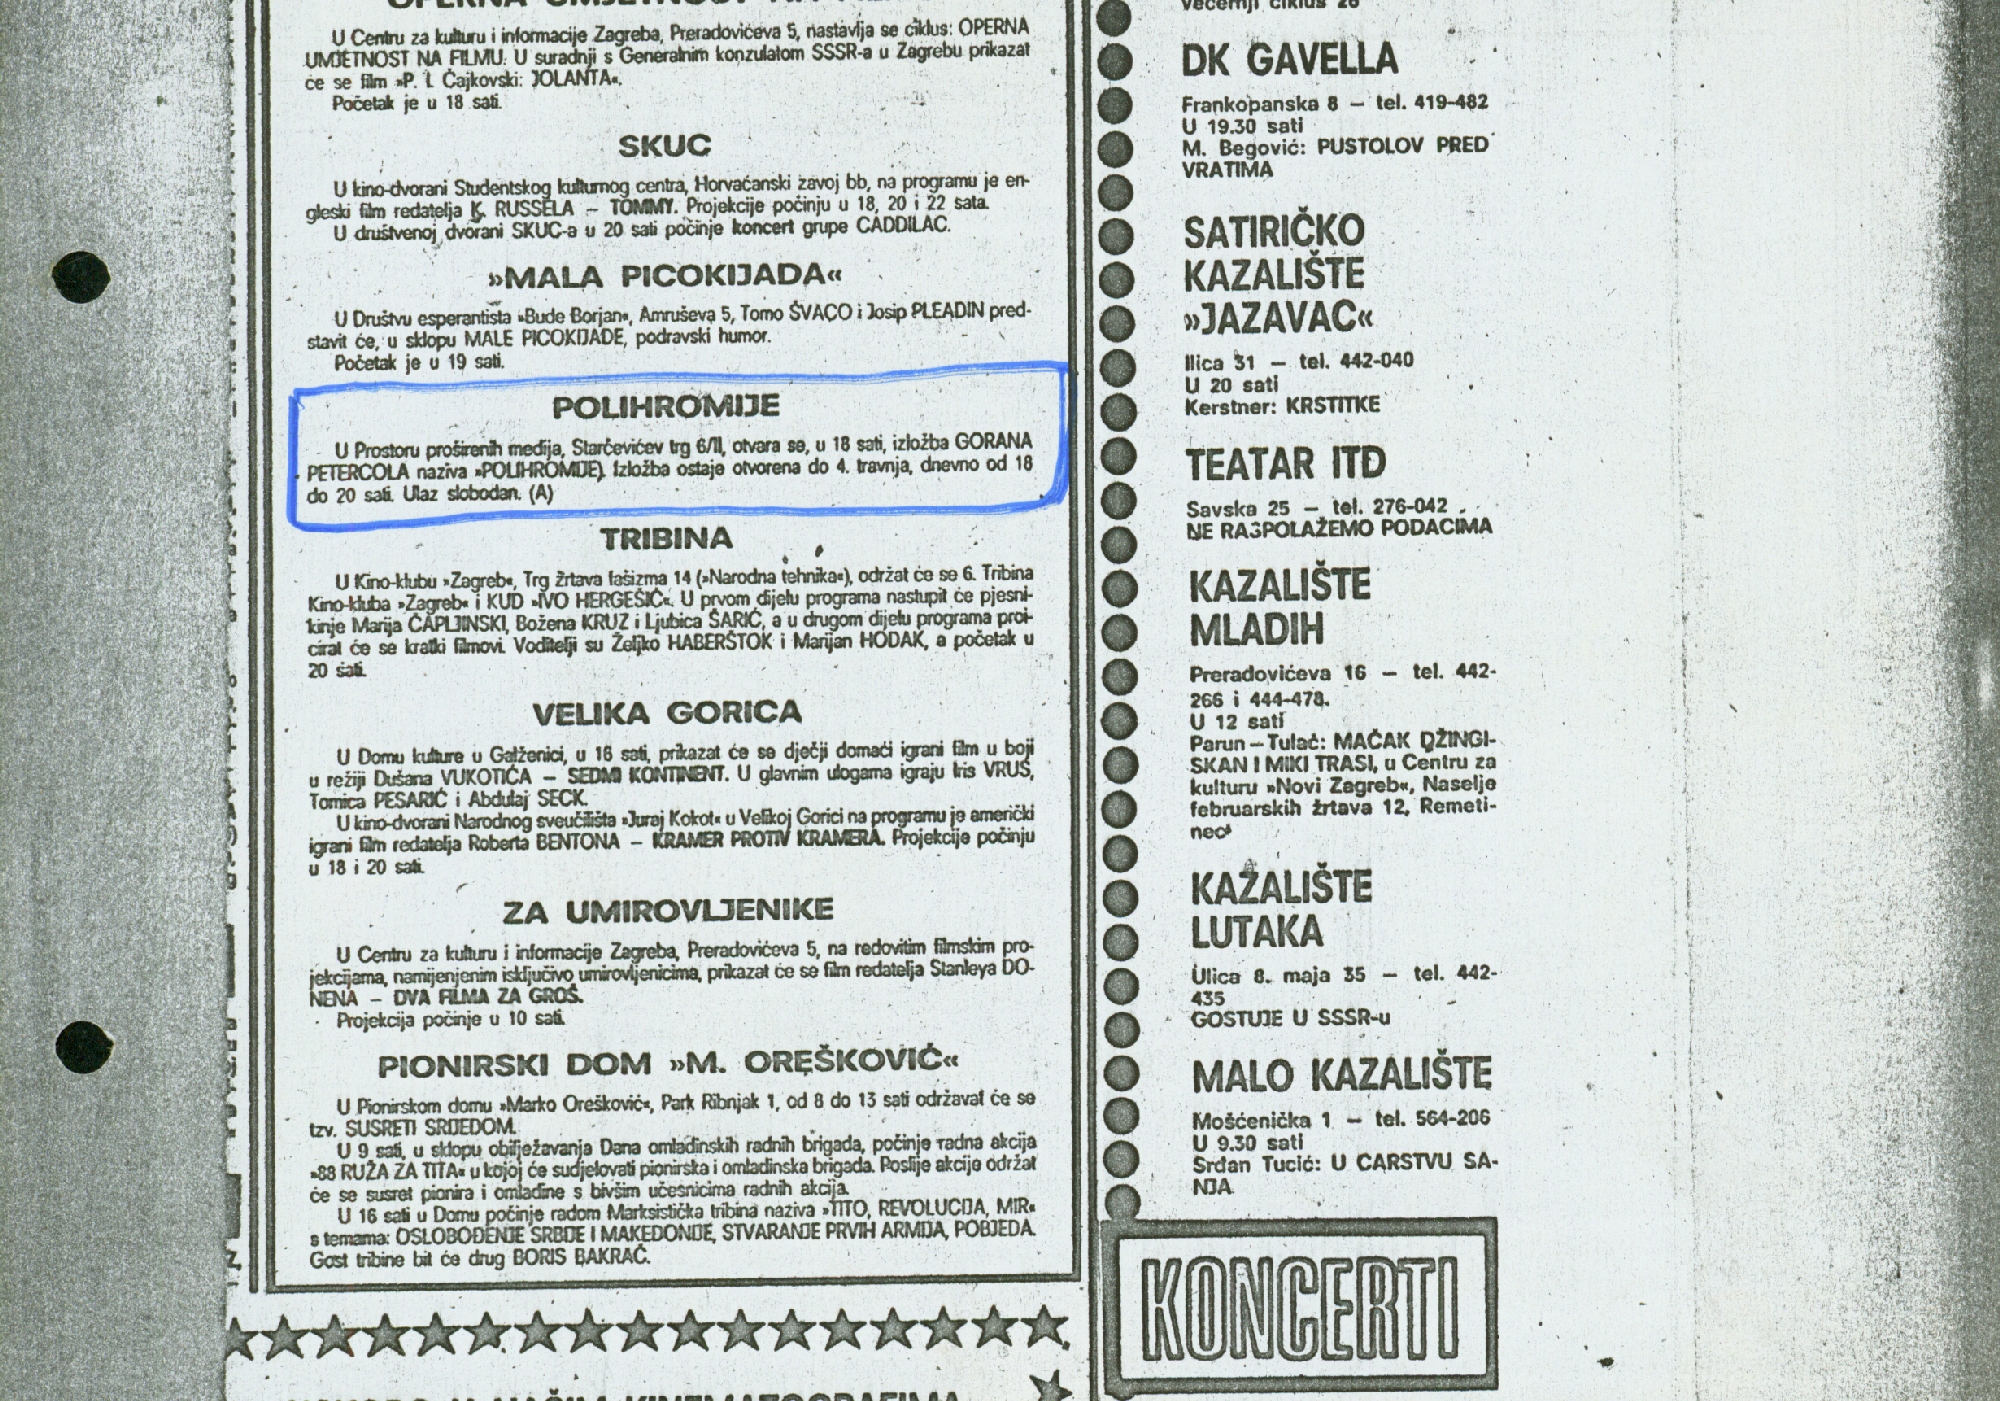 U Centru za kulturu i informacije Zagreba, Preradovićeva 5, nastavlja se ciklus: OPERNA
UMJETNOST NA FILMU. U suradnji s Generalnim konzulatom SSSR-a u Zagrebu prikazat
će se film »P. I. Čajkovski: JOLANTA«.
Početak je u 18 sati.
SKUC
U kino-dvorani Studentskog kulturnog centra, Horvaćanski zavoj bb, na programu je en-
gleski film redatelja K. RUSSELA — TOMMY. Projekcije počinju u 18, 20 i 22 sata.
U društvenoj dvorani SKUC-a u 20 sati počinje koncert grupe CADDILAC.
»MALA PICOKIJADA«
U Društvu esperantista »Bude Borjan«, Amruševa 5, Tomo ŠVACO i Josip PLEADIN pred-
stavit će, u sklopu MALE PICOKIJADE, podravski humor.
Početak je u 19 sati.
POLIHROMIJE
U Prostoru proširenih medija, Starčevićev trg 6/II, otvara se, u 18 sati, izložba GORANA
PETERCOLA naziva »POLIHROMIJE). Izložba ostaje otvorena do 4. travnja, dnevno od 18
do 20 sati. Ulaz slobodan. (A)
TRIBINA
U Kino-klubu »Zagreb«, Trg žrtava fašizma 14 (»Narodna tehnika«), održat će se 6. Tribina
Kino-kluba »Zagreb« i KUD »IVO HERGEŠIĆ«. U prvom dijelu programa nastupit će pjesni-
kinje Marija ČAPLJINSKI, Božena KRUZ i Ljubica ŠARIĆ, a u drugom dijelu programa proi-
cirat će se kratki filmovi. Voditelji su Željko HABERŠTOK i Marijan HODAK, a početak u
20 sati.
VELIKA GORICA
U Domu kulture u Galženici, u 16 sati, prikazat će se dječji domaći igrani film u boji
u režiji Dušana VUKOTIĆA — SEDMI KONTINENT. U glavnim ulogama igraju Iris VRUS,
Tomica PESARIĆ i Abdulaj SECK.
U kino-dvorani Narodnog sveučilišta »Juraj Kokot« u Velikoj Gorici na programu je američki
igrani film redatelja Roberta BENTONA — KRAMER PROTIV KRAMERA. Projekcije počinju
u 18 i 20 sati.
ZA UMIROVLJENIKE
U Centru za kulturu i informacije Zagreba, Preradovićeva 5, na redovitim filmskim pro-
jekcijama, namijenjenim isključivo umirovljenicima, prikazat će se film redatelja Stanleya DO-
NENA — DVA FILMA ZA GROŠ.
Projekcija počinje u 10 sati.
PIONIRSKI DOM »M. OREŠKOVIĆ«
U Pionirskom domu »Marko Orešković«, Park Ribnjak 1, od 8 do 13 sati održavat će se
tzv. SUSRETI SRIJEDOM.
U 9 sati, u sklopu obilježavanja Dana omladinskih radnih brigada, počinje radna akcija
»88 RUŽA ZA TITA« u kojoj će sudjelovati pionirska i omladinska brigada. Poslije akcije održat
će se susret pionira i omladine s bivšim učesnicima radnih akcija.
U 16 sati u Domu počinje radom Marksistička tribina naziva »TITO, REVOLUCIJA, MIR«
s temama: OSLOBOĐENJE SRBIJE I MAKEDONIJE, STVARANJE PRVIH ARMIJA, POBJEDA.
Gost tribine bit će drug BORIS BAKRAČ.
Večernji ciklus 26
DK GAVELLA
Frankopanska 8 — tel. 419-482
U 19.30 sati
M. Begović: PUSTOLOV PRED
VRATIMA
SATIRIČKO
KAZALIŠTE
»JAZAVAC«
Ilica 31 — tel. 442-040
U 20 sati
Kerstner: KRSTITKE
TEATAR ITD
Savska 25 — tel. 276-042
NE RASPOLAŽEMO PODACIMA
KAZALIŠTE
MLADIH
Preradovićeva 16 — tel. 442-
266 i 444-478.
U 12 sati
Parun—Tulač: MAČAK DŽINGI-
SKAN I MIKI TRASI, u Centru za
kulturu »Novi Zagreb«, Naselje
februarskih žrtava 12, Remeti-
nec
KAZALIŠTE
LUTAKA
Ulica 8. maja 35 — tel. 442-
435
GOSTUJE U SSSR-u
MALO KAZALIŠTE
Mošćenička 1 — tel. 564-206
U 9.30 sati
Srđan Tucić: U CARSTVU SA-
NJA
KONCERTI